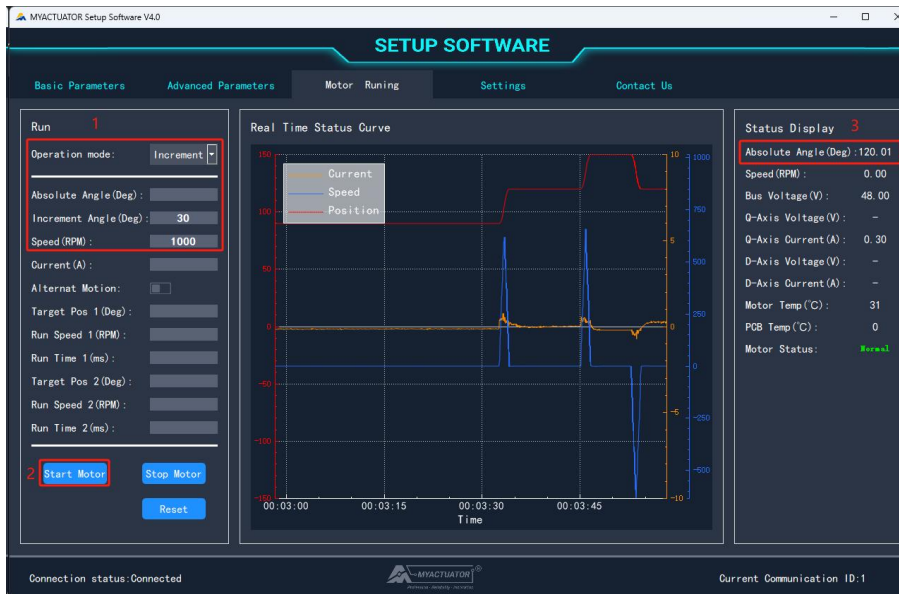 MYACTUATOR Setup Software V4.0
SETUP SOFTWARE
Basic Parameters
Advanced Parameters
Motor Runing
Settings
Contact Us
Run
1
Operation mode: Increment
Absolute Angle(Deg):
Increment Angle(Deg): 30
Speed(RPM): 1000
Current(A):
Alternat Motion:
Target Pos 1(Deg):
Run Speed 1(RPM):
Run Time 1(ms):
Target Pos 2(Deg):
Run Speed 2(RPM):
Run Time 2(ms):
2
Start Motor
Stop Motor
Reset
Real Time Status Curve
Current
Speed
Position
150
100
50
0
-50
-100
-150
10
5
0
-5
-10
1000
750
500
250
0
-250
-500
00:03:00
00:03:15
00:03:30
00:03:45
Time
Status Display 3
Absolute Angle(Deg):120.01
Speed(RPM): 0.00
Bus Voltage(V): 48.00
Q-Axis Voltage(V): -
Q-Axis Current(A): 0.30
D-Axis Voltage(V): -
D-Axis Current(A): -
Motor Temp(℃): 31
PCB Temp(℃): 0
Motor Status: Normal
Connection status:Connected
MYACTUATOR®
Current Communication ID:1